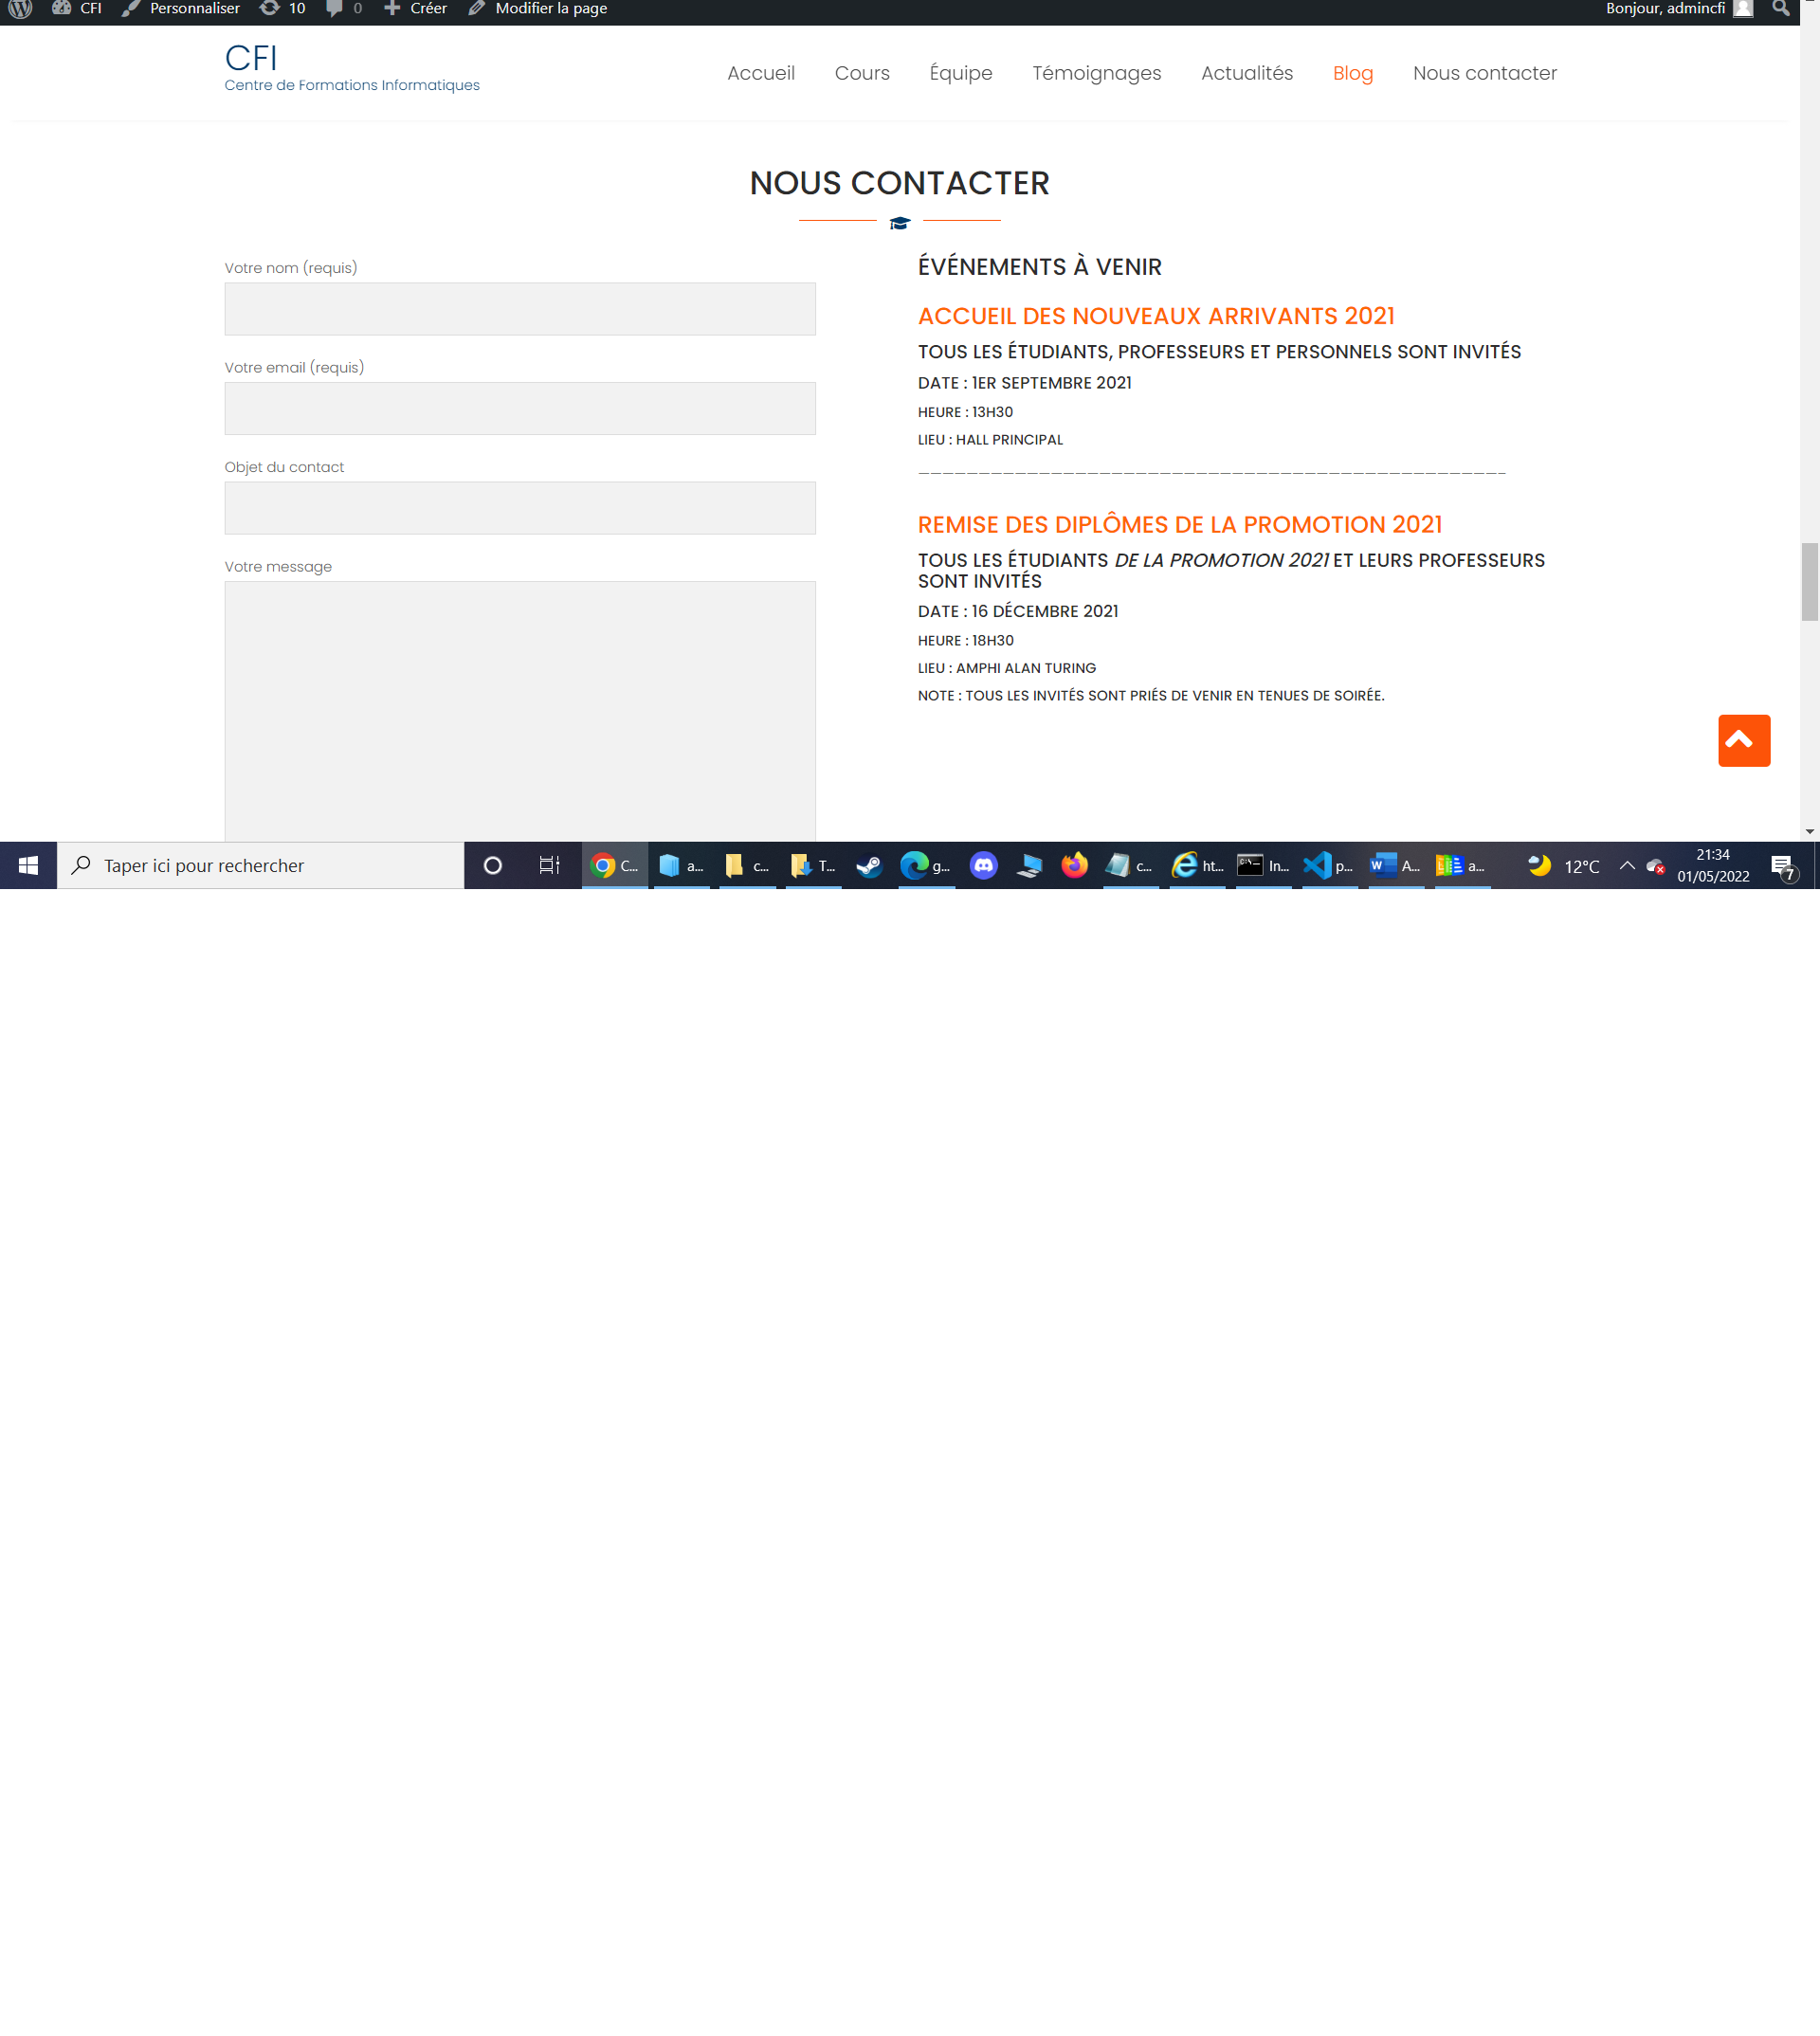 CFI Personnaliser 10 0 Créer Modifier la page Bonjour, admincfi
CFI
Centre de Formations Informatiques
Accueil Cours Équipe Témoignages Actualités Blog Nous contacter
NOUS CONTACTER
Votre nom (requis)
Votre email (requis)
Objet du contact
Votre message
ÉVÉNEMENTS À VENIR
ACCUEIL DES NOUVEAUX ARRIVANTS 2021
TOUS LES ÉTUDIANTS, PROFESSEURS ET PERSONNELS SONT INVITÉS
DATE : 1ER SEPTEMBRE 2021
HEURE : 13H30
LIEU : HALL PRINCIPAL
REMISE DES DIPLÔMES DE LA PROMOTION 2021
TOUS LES ÉTUDIANTS DE LA PROMOTION 2021 ET LEURS PROFESSEURS
SONT INVITÉS
DATE : 16 DÉCEMBRE 2021
HEURE : 18H30
LIEU : AMPHI ALAN TURING
NOTE : TOUS LES INVITÉS SONT PRIÉS DE VENIR EN TENUES DE SOIRÉE.
Taper ici pour rechercher C... a... c... T... g... c... ht... In... p... A... a... 12°C 21:34
01/05/2022 7